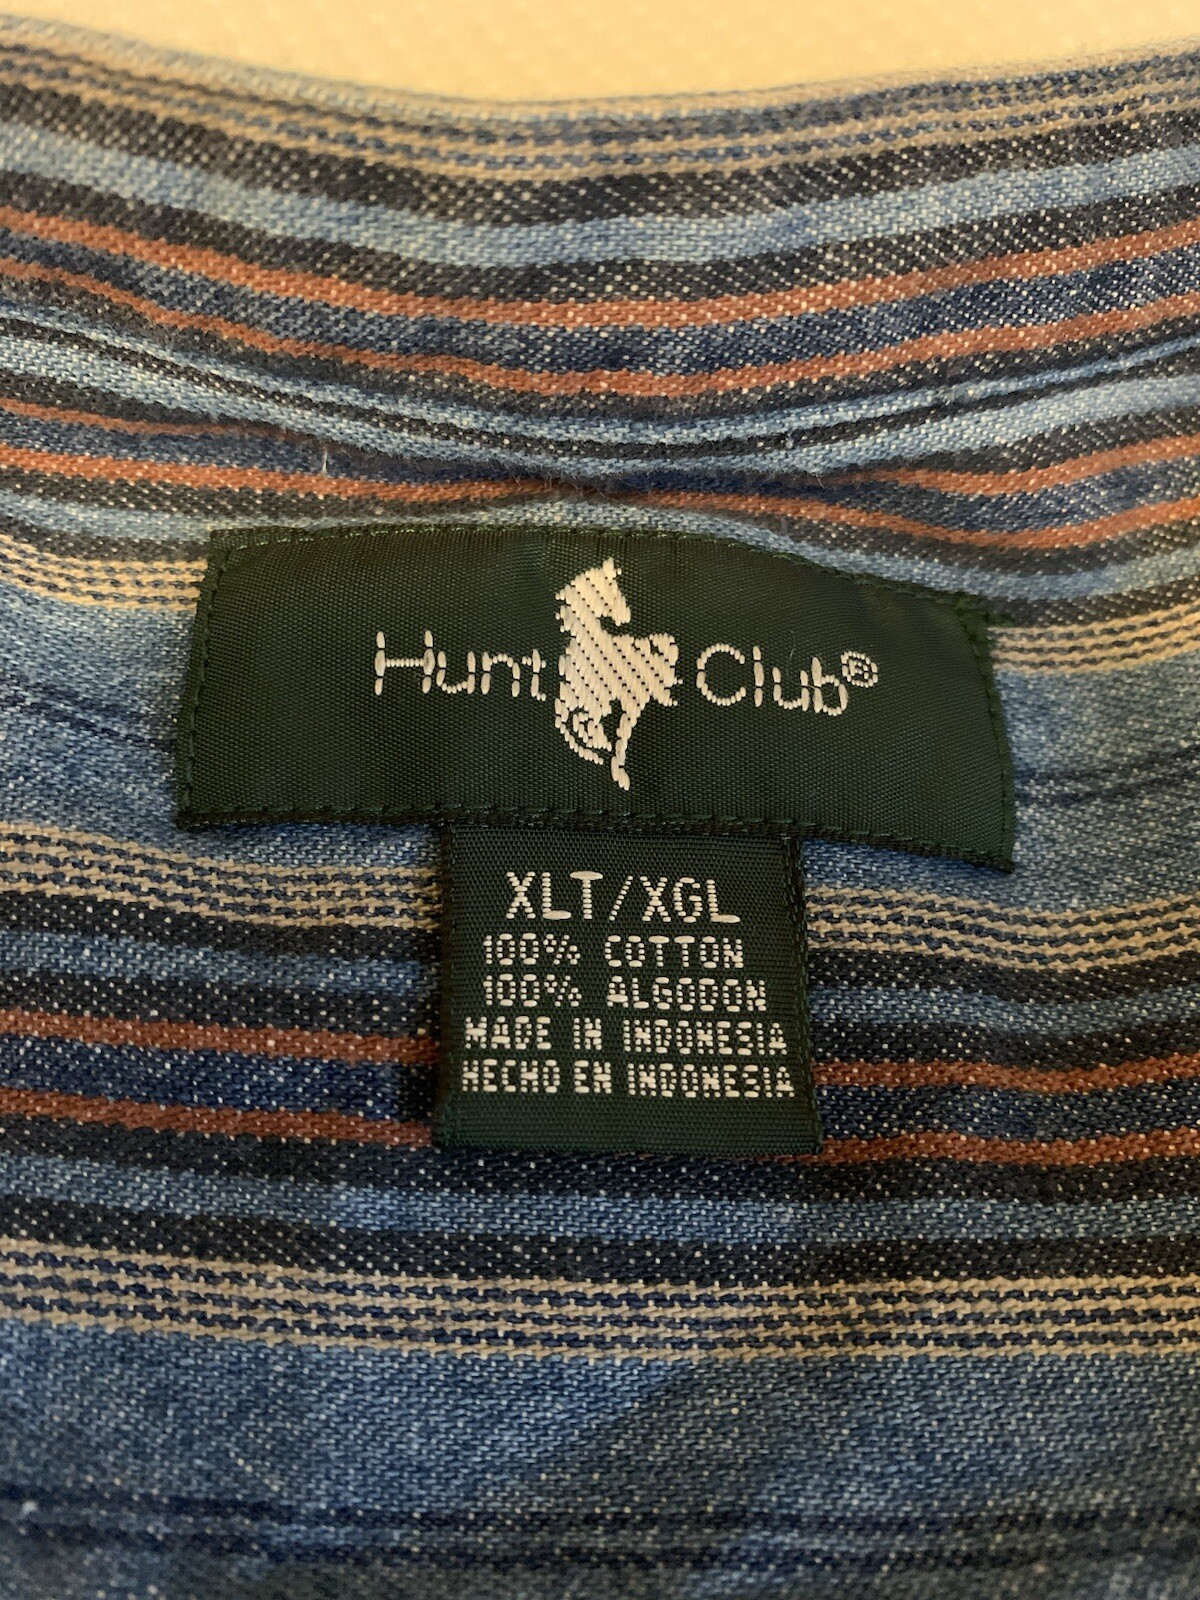 Hunt Club®
XLT/XGL
100% COTTON
100% ALGODON
MADE IN INDONESIA
HECHO EN INDONESIA